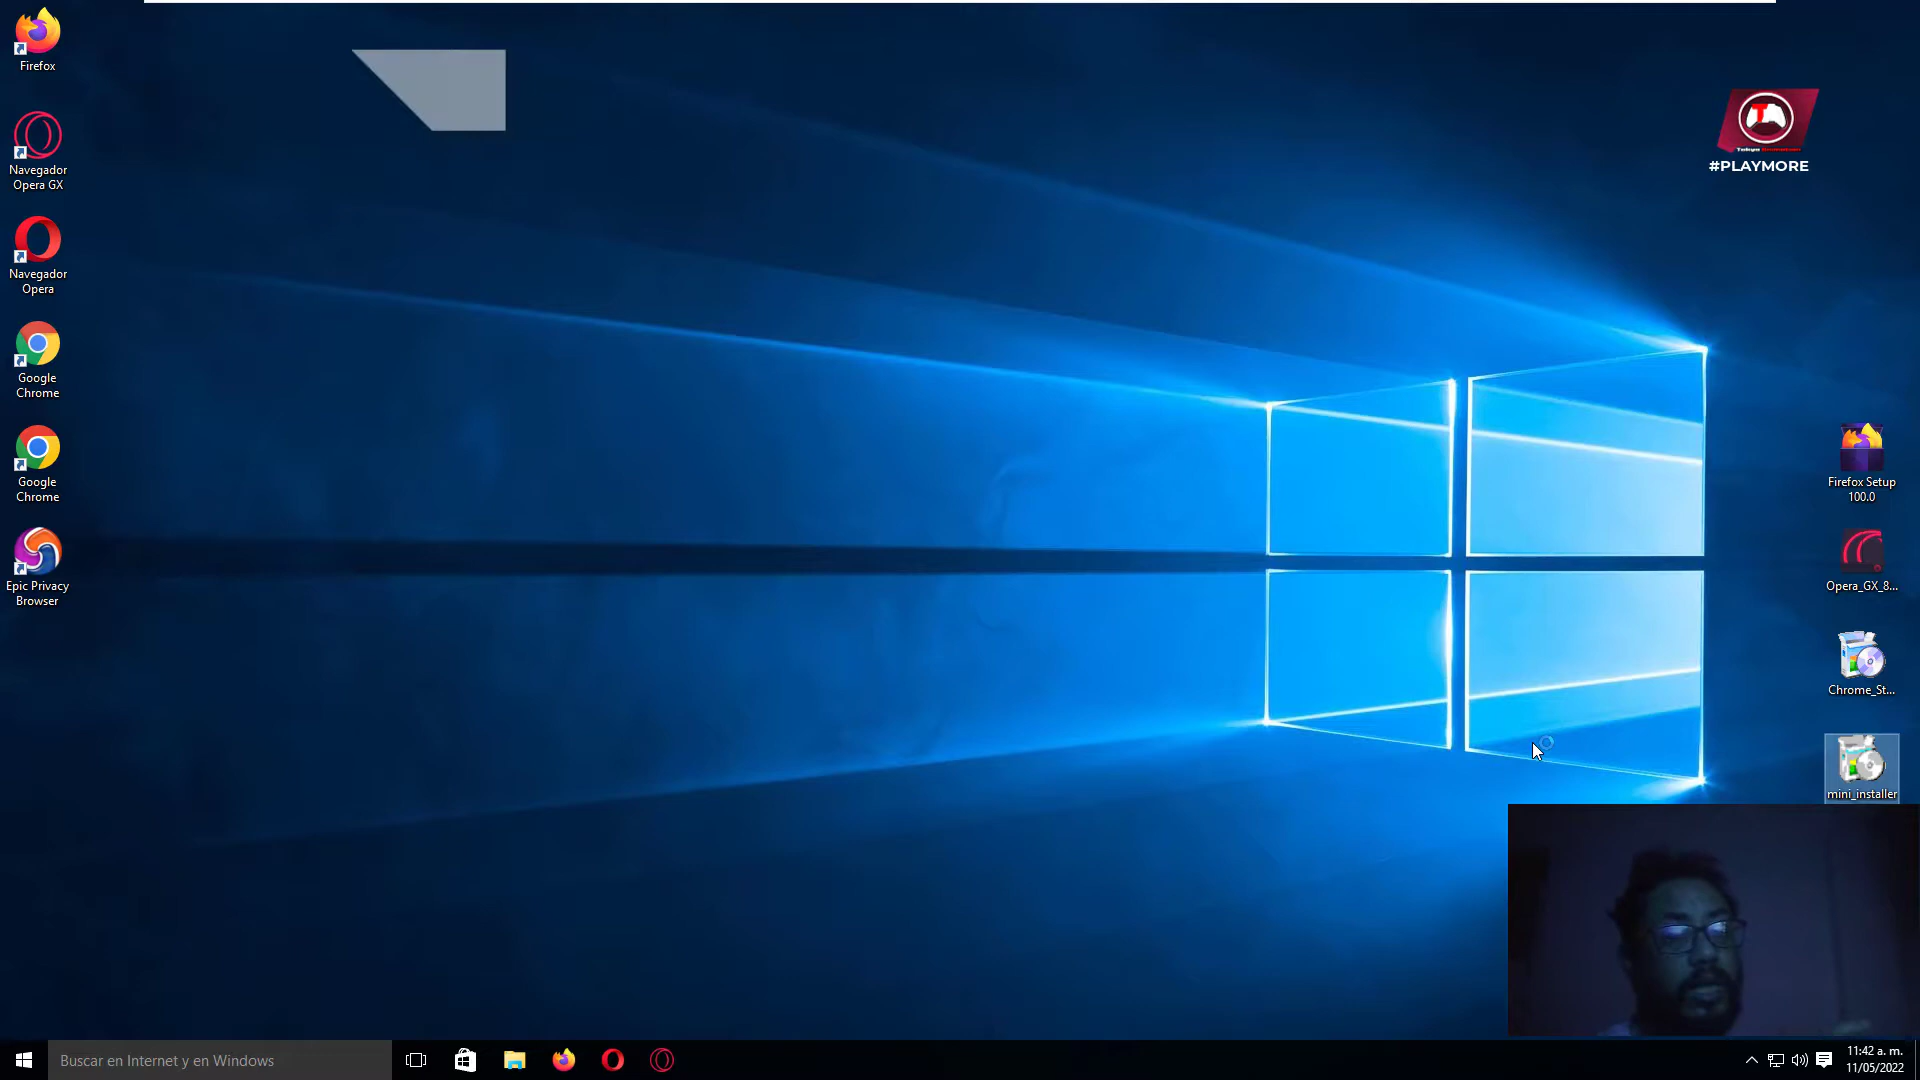 Firefox
Navegador
Opera GX
Navegador
Opera
Google
Chrome
Google
Chrome
Epic Privacy
Browser
#PLAYMORE
Firefox Setup
100.0
Opera_GX_8...
Chrome_St...
mini_installer
Buscar en Internet y en Windows
11:42 a. m.
11/05/2022